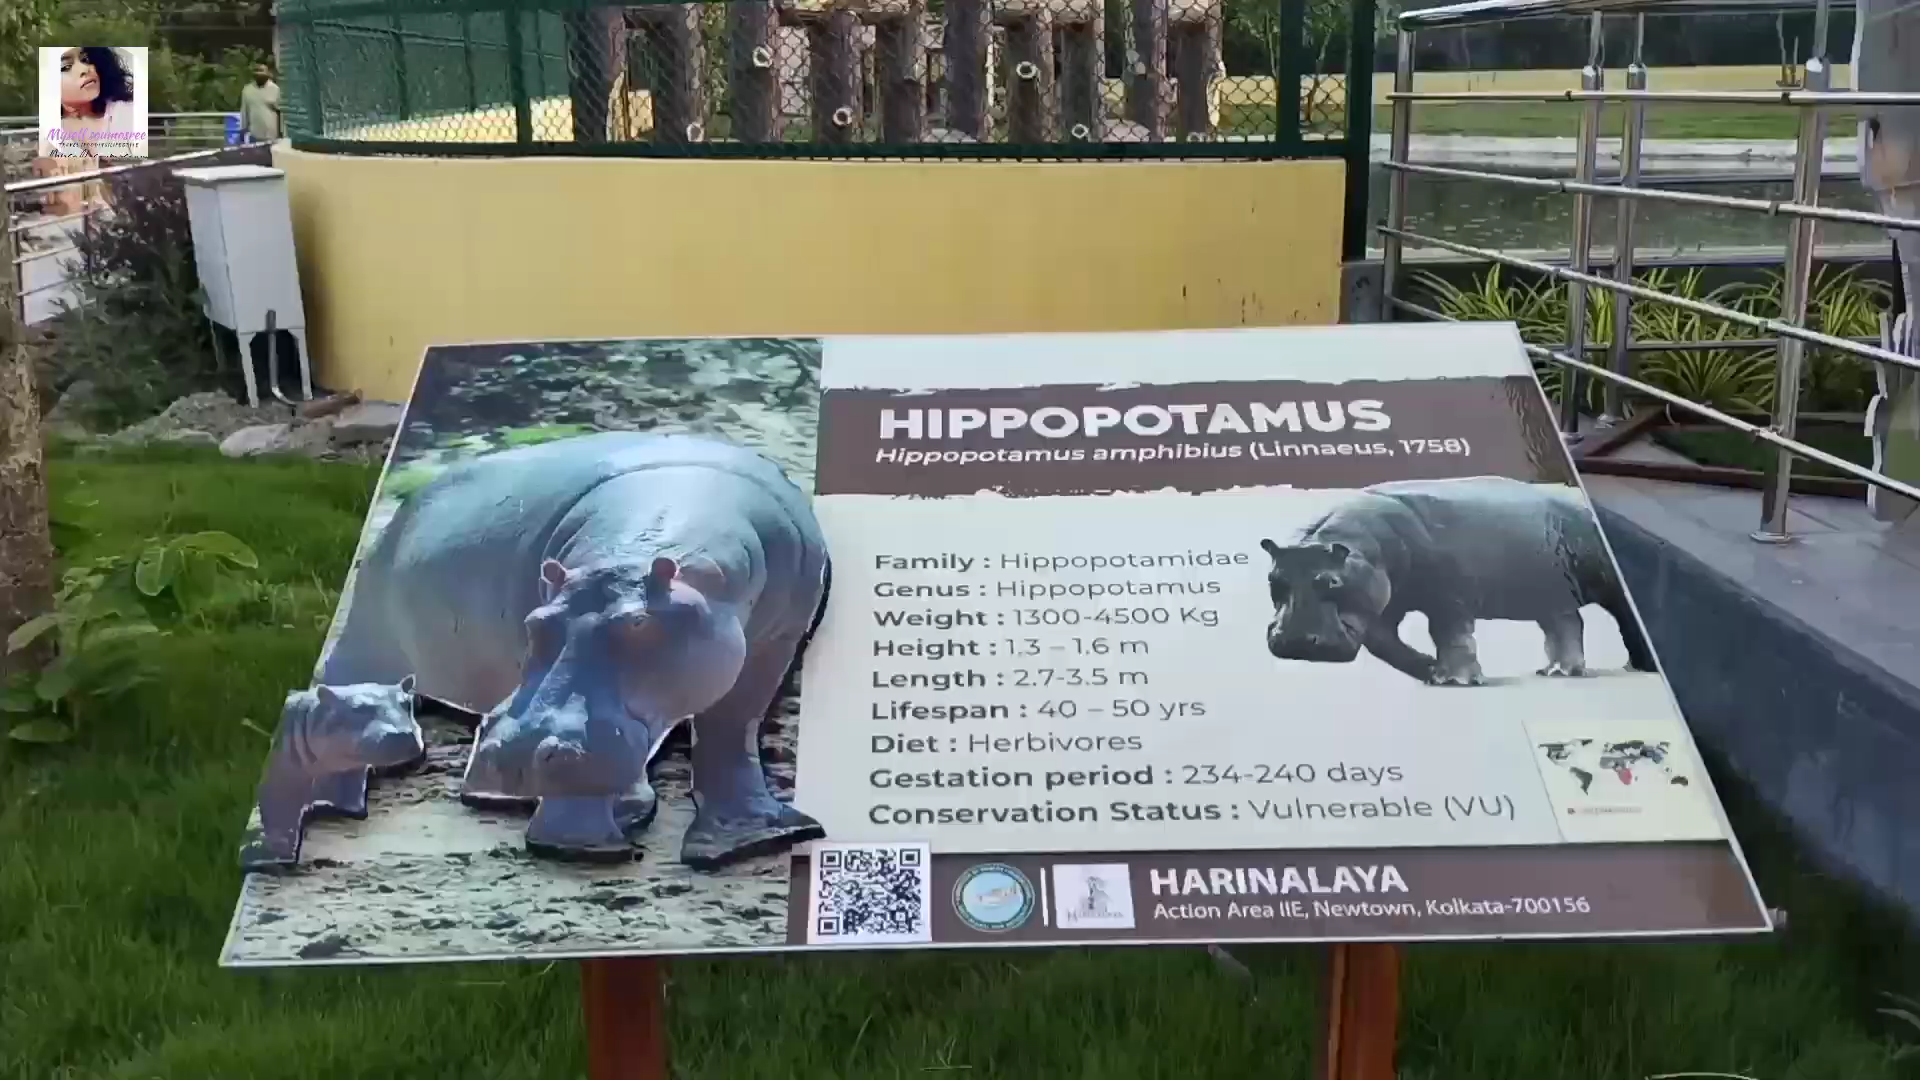 Myself soumosree
HIPPOPOTAMUS
Hippopotamus amphibius (Linnaeus, 1758)
Family : Hippopotamidae
Genus : Hippopotamus
Weight : 1300-4500 Kg
Height : 1.3 – 1.6 m
Length : 2.7-3.5 m
Lifespan : 40 – 50 yrs
Diet : Herbivores
Gestation period : 234-240 days
Conservation Status : Vulnerable (VU)
HARINALAYA
Action Area IIE, Newtown, Kolkata-700156